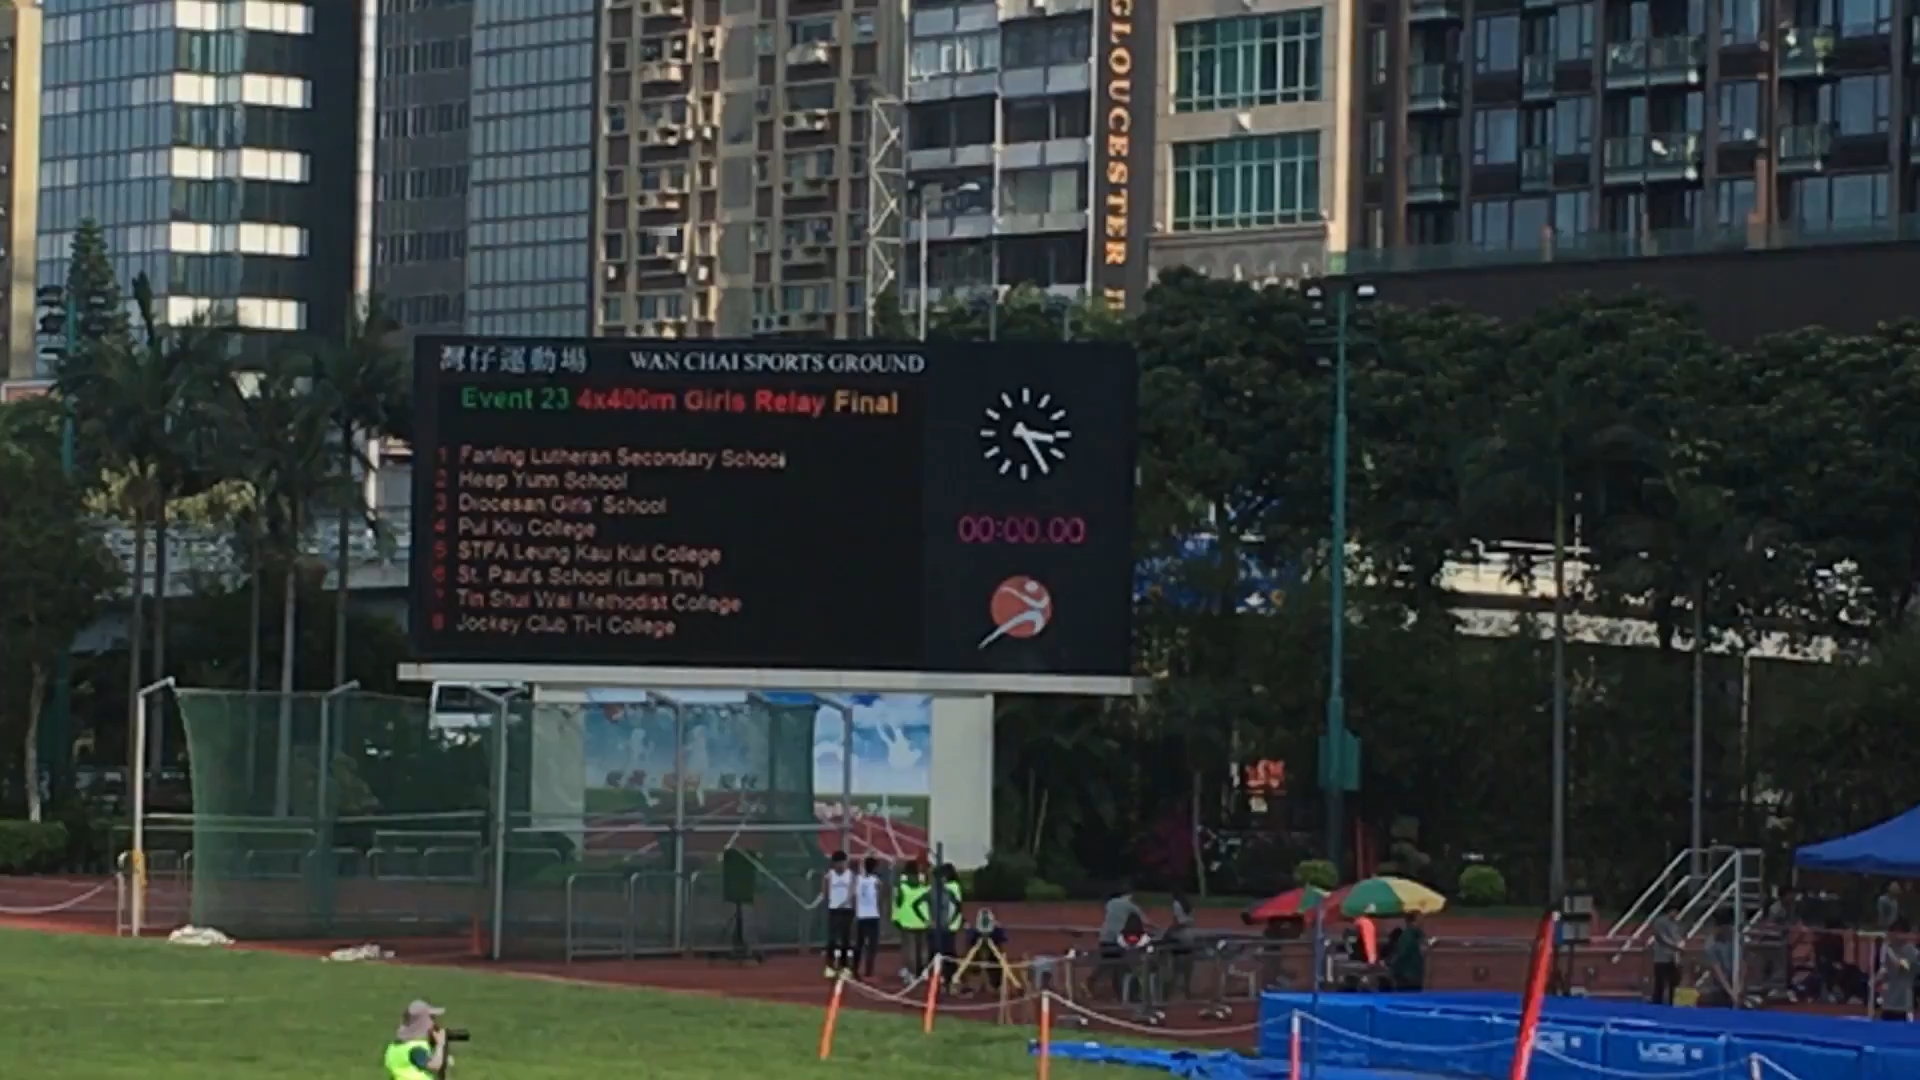 GLOUCESTER
灣仔運動場 WAN CHAI SPORTS GROUND
Event 23 4x400m Girls Relay Final
1 Fanling Lutheran Secondary School
2 Heep Yunn School
3 Diocesan Girls' School
4 Pui Kiu College
5 STFA Leung Kau Kui College
6 St. Paul's School (Lam Tin)
7 Tin Shui Wai Methodist College
8 Jockey Club Ti-I College
00:00.00
UCS
UCS